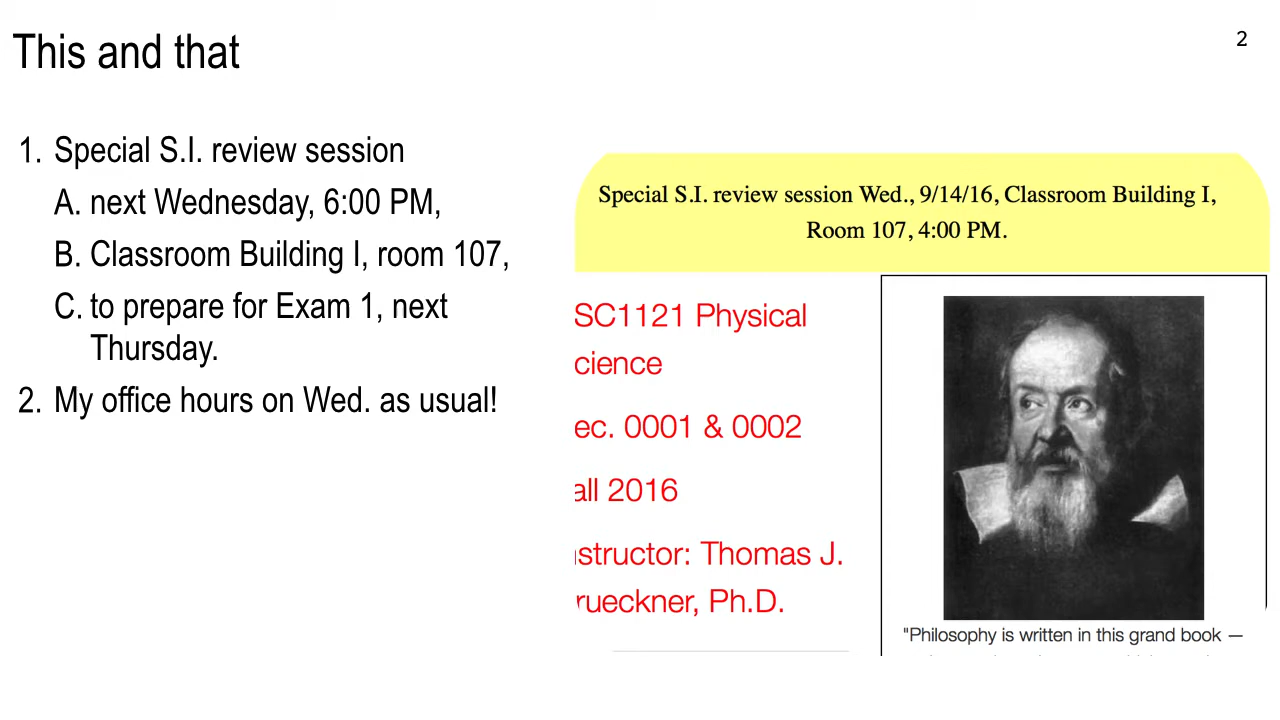 This and that
2
1. Special S.I. review session
A. next Wednesday, 6:00 PM,
B. Classroom Building I, room 107,
C. to prepare for Exam 1, next
Thursday.
2. My office hours on Wed. as usual!
Special S.I. review session Wed., 9/14/16, Classroom Building I,
Room 107, 4:00 PM.
SC1121 Physical
cience
ec. 0001 & 0002
all 2016
nstructor: Thomas J.
rueckner, Ph.D.
"Philosophy is written in this grand book —